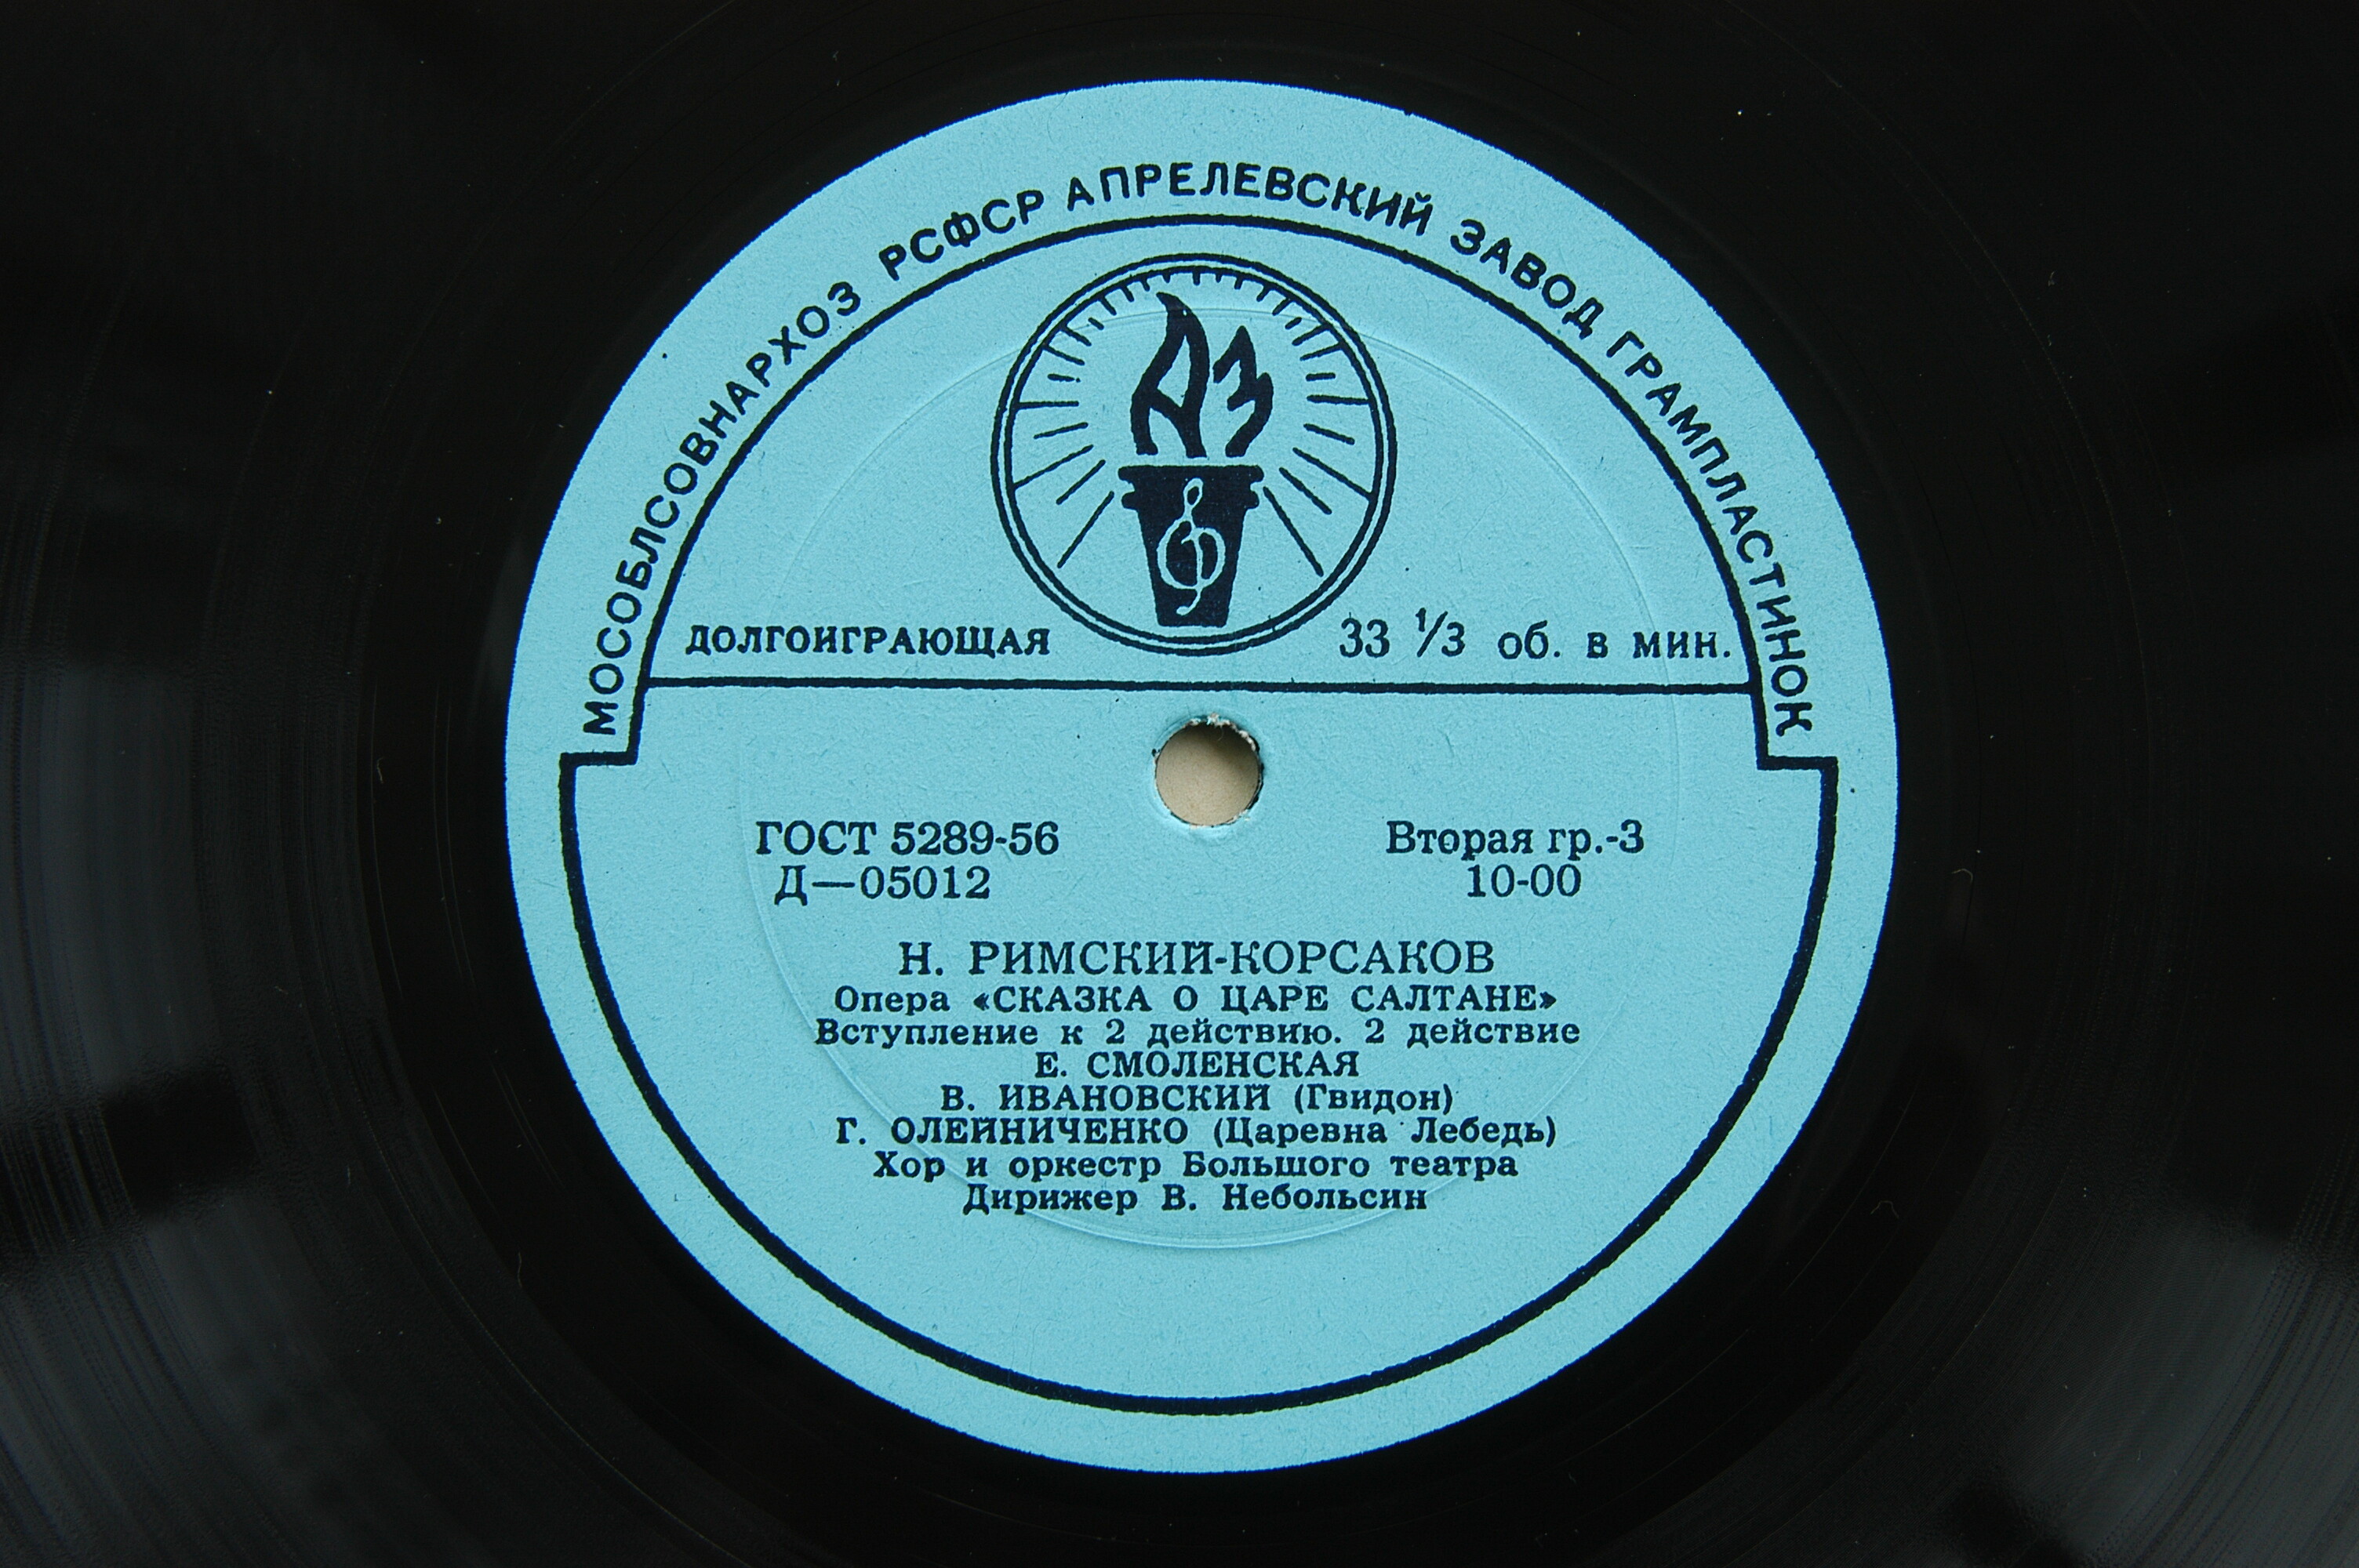 МОСОБЛСОВНАРХОЗ РСФСР АПРЕЛЕВСКИЙ ЗАВОД ГРАМПЛАСТИНОК
АЗ
ДОЛГОИГРАЮЩАЯ 33 1/3 об. в мин.
ГОСТ 5289-56 Вторая гр.-3
Д—05012 10-00
Н. РИМСКИЙ-КОРСАКОВ
Опера «СКАЗКА О ЦАРЕ САЛТАНЕ»
Вступление к 2 действию. 2 действие
Е. СМОЛЕНСКАЯ
В. ИВАНОВСКИЙ (Гвидон)
Г. ОЛЕЙНИЧЕНКО (Царевна Лебедь)
Хор и оркестр Большого театра
Дирижер В. Небольсин